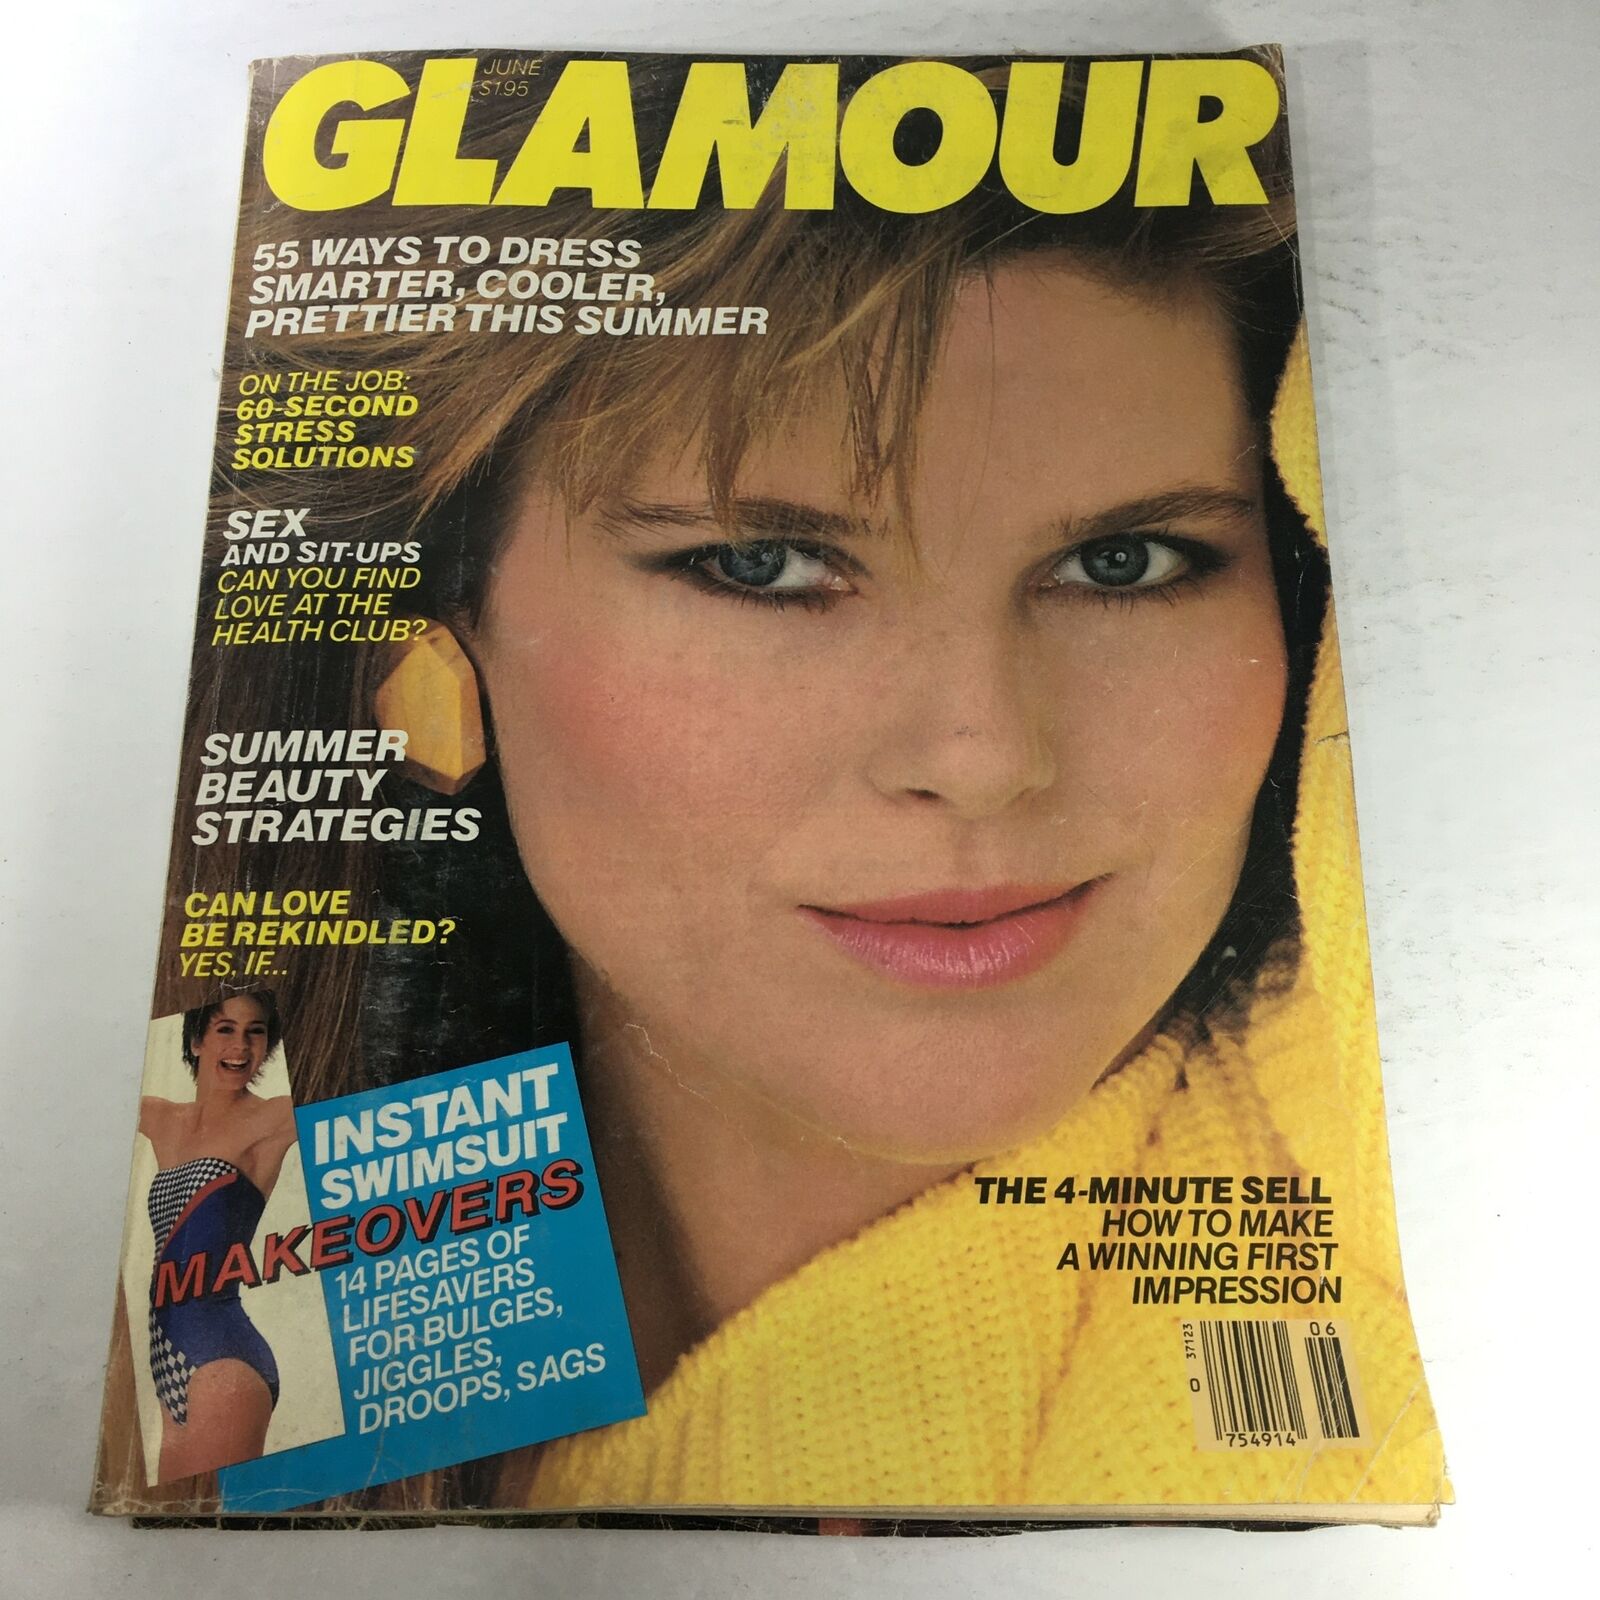 JUNE
$1.95
GLAMOUR
55 WAYS TO DRESS
SMARTER, COOLER,
PRETTIER THIS SUMMER
ON THE JOB:
60-SECOND
STRESS
SOLUTIONS
SEX
AND SIT-UPS
CAN YOU FIND
LOVE AT THE
HEALTH CLUB?
SUMMER
BEAUTY
STRATEGIES
CAN LOVE
BE REKINDLED?
YES, IF...
INSTANT
SWIMSUIT
MAKEOVERS
14 PAGES OF
LIFESAVERS
FOR BULGES,
JIGGLES,
DROOPS, SAGS
THE 4-MINUTE SELL
HOW TO MAKE
A WINNING FIRST
IMPRESSION
37123
06
0
754914